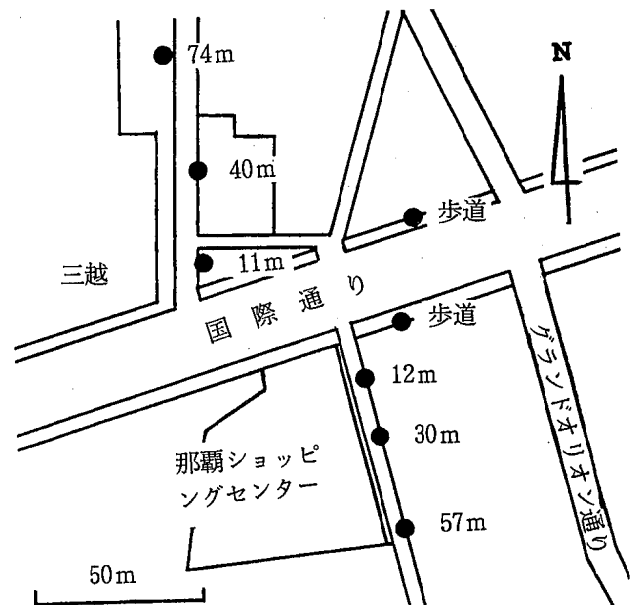 74m
N
40m
歩道
三越
11m
国際通り
歩道
12m
30m
那覇ショッピ
ングセンター
グランドオリオン通り
57m
50m